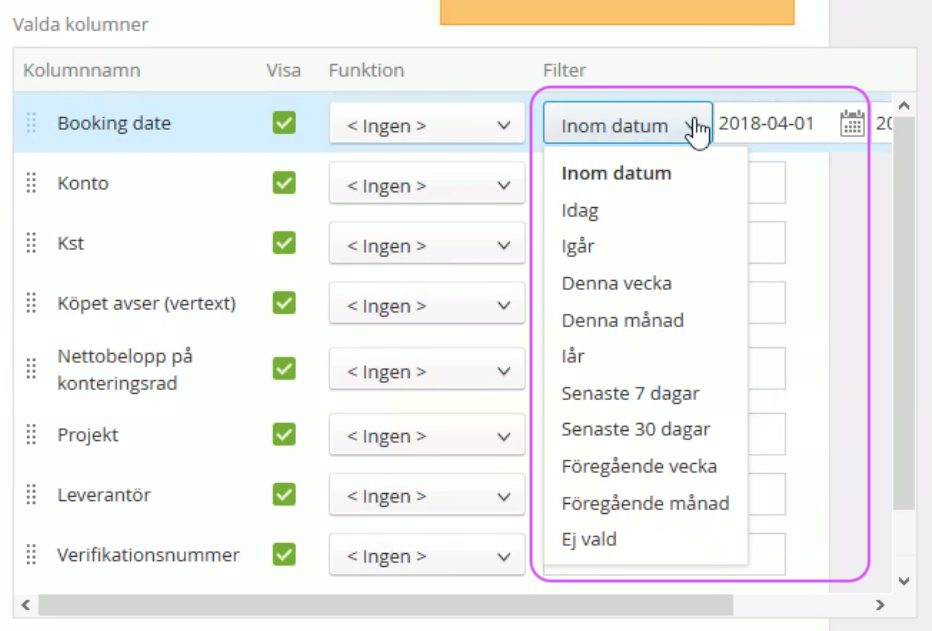 Valda kolumner
Kolumnnamn Visa Funktion Filter
Booking date < Ingen > Inom datum 2018-04-01
Konto < Ingen >
Kst < Ingen >
Köpet avser (vertext) < Ingen >
Nettobelopp på
konteringsrad < Ingen >
Projekt < Ingen >
Leverantör < Ingen >
Verifikationsnummer < Ingen >
Inom datum
Idag
Igår
Denna vecka
Denna månad
Iår
Senaste 7 dagar
Senaste 30 dagar
Föregående vecka
Föregående månad
Ej vald